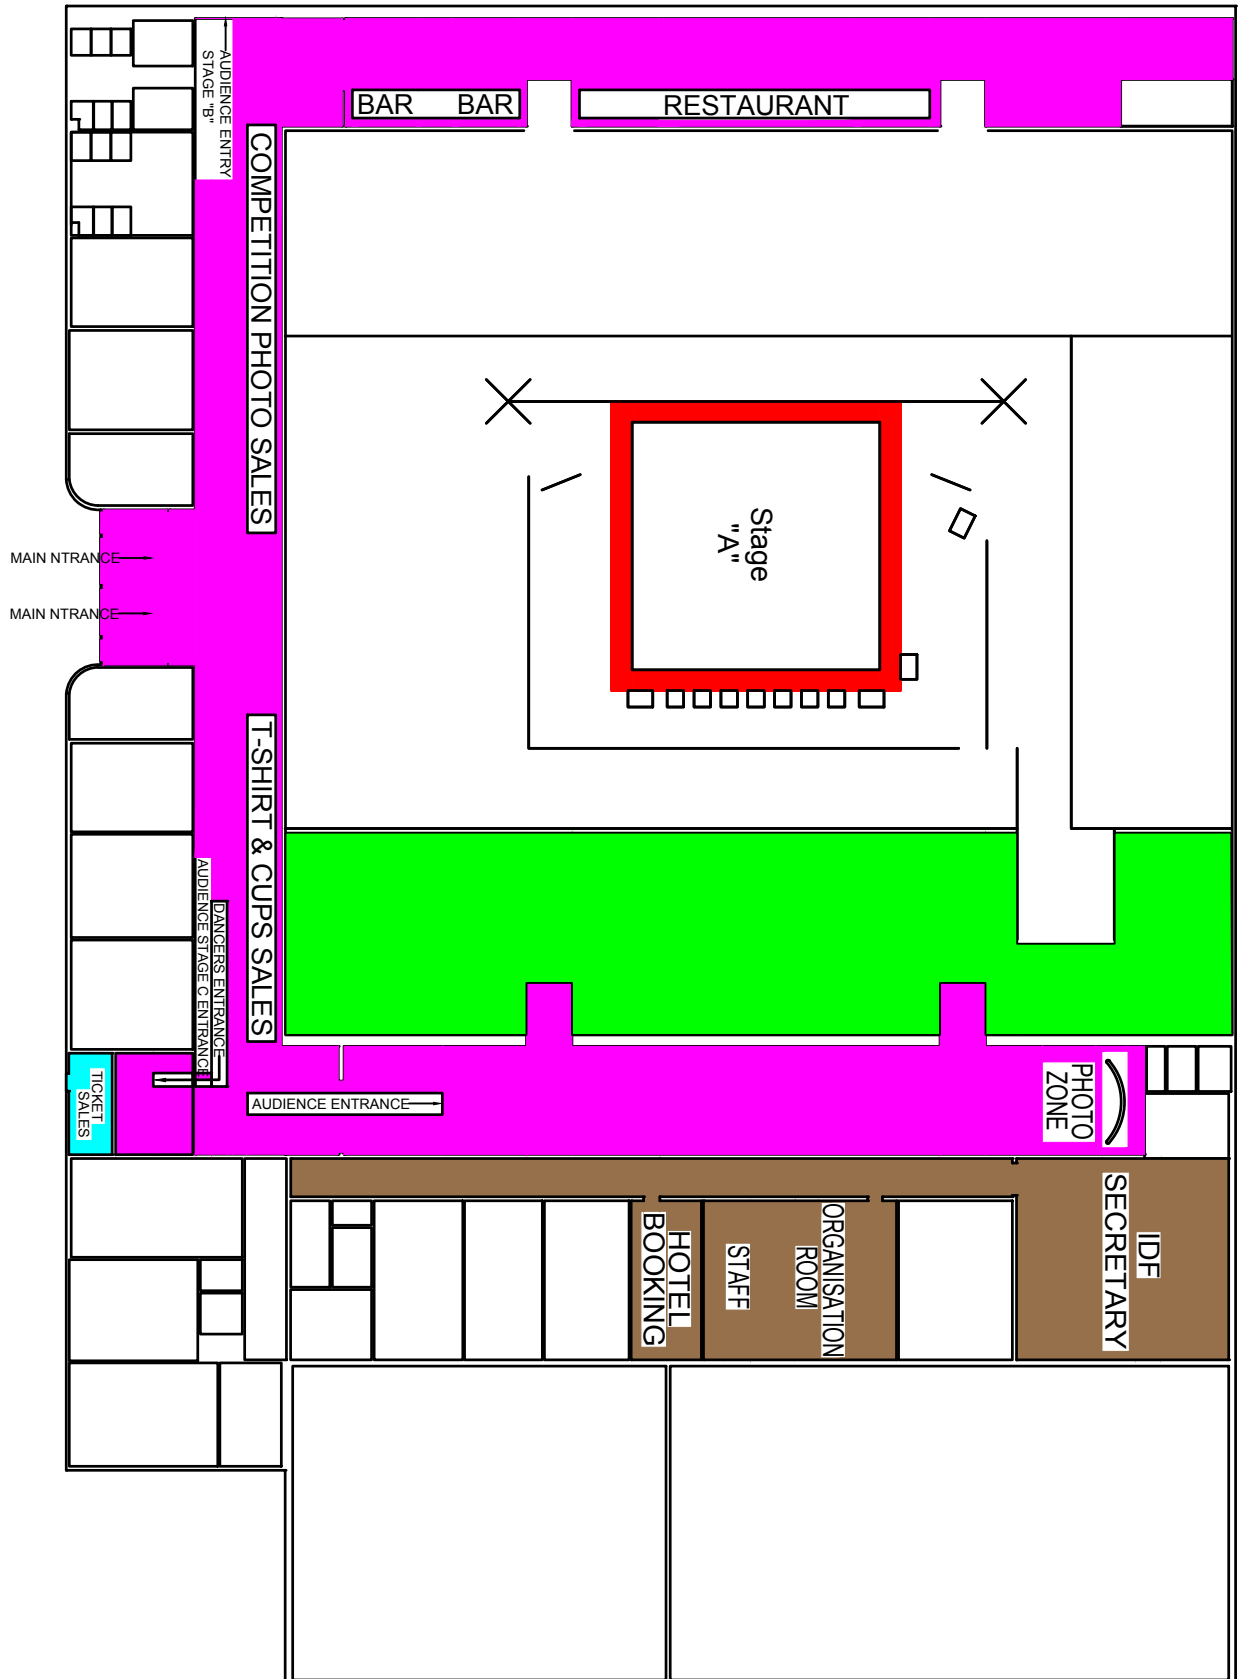 AUDIENCE ENTRY
STAGE "B"
BAR BAR
RESTAURANT
COMPETITION PHOTO SALES
Stage
"A"
MAIN NTRANCE
MAIN NTRANCE
T-SHIRT & CUPS SALES
DANCERS ENTRANCE
AUDIENCE STAGE C ENTRANCE
TICKET
SALES
AUDIENCE ENTRANCE
PHOTO
ZONE
IDF
SECRETARY
ORGANISATION
ROOM
STAFF
HOTEL
BOOKING